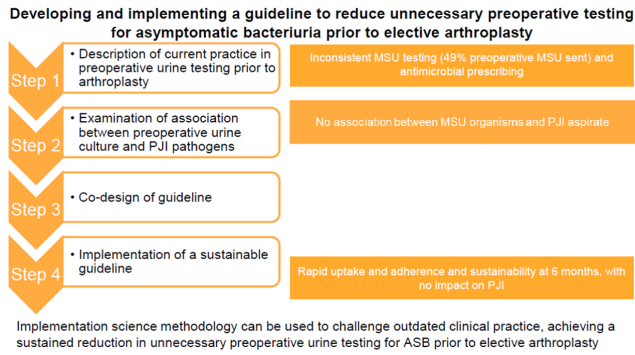 Developing and implementing a guideline to reduce unnecessary preoperative testing
for asymptomatic bacteriuria prior to elective arthroplasty
Step 1
• Description of current practice in
preoperative urine testing prior to
arthroplasty
Inconsistent MSU testing (49% preoperative MSU sent) and
antimicrobial prescribing
Step 2
• Examination of association
between preoperative urine
culture and PJI pathogens
No association between MSU organisms and PJI aspirate
Step 3
• Co-design of guideline
Step 4
• Implementation of a sustainable
guideline
Rapid uptake and adherence and sustainability at 6 months, with
no impact on PJI
Implementation science methodology can be used to challenge outdated clinical practice, achieving a
sustained reduction in unnecessary preoperative urine testing for ASB prior to elective arthroplasty